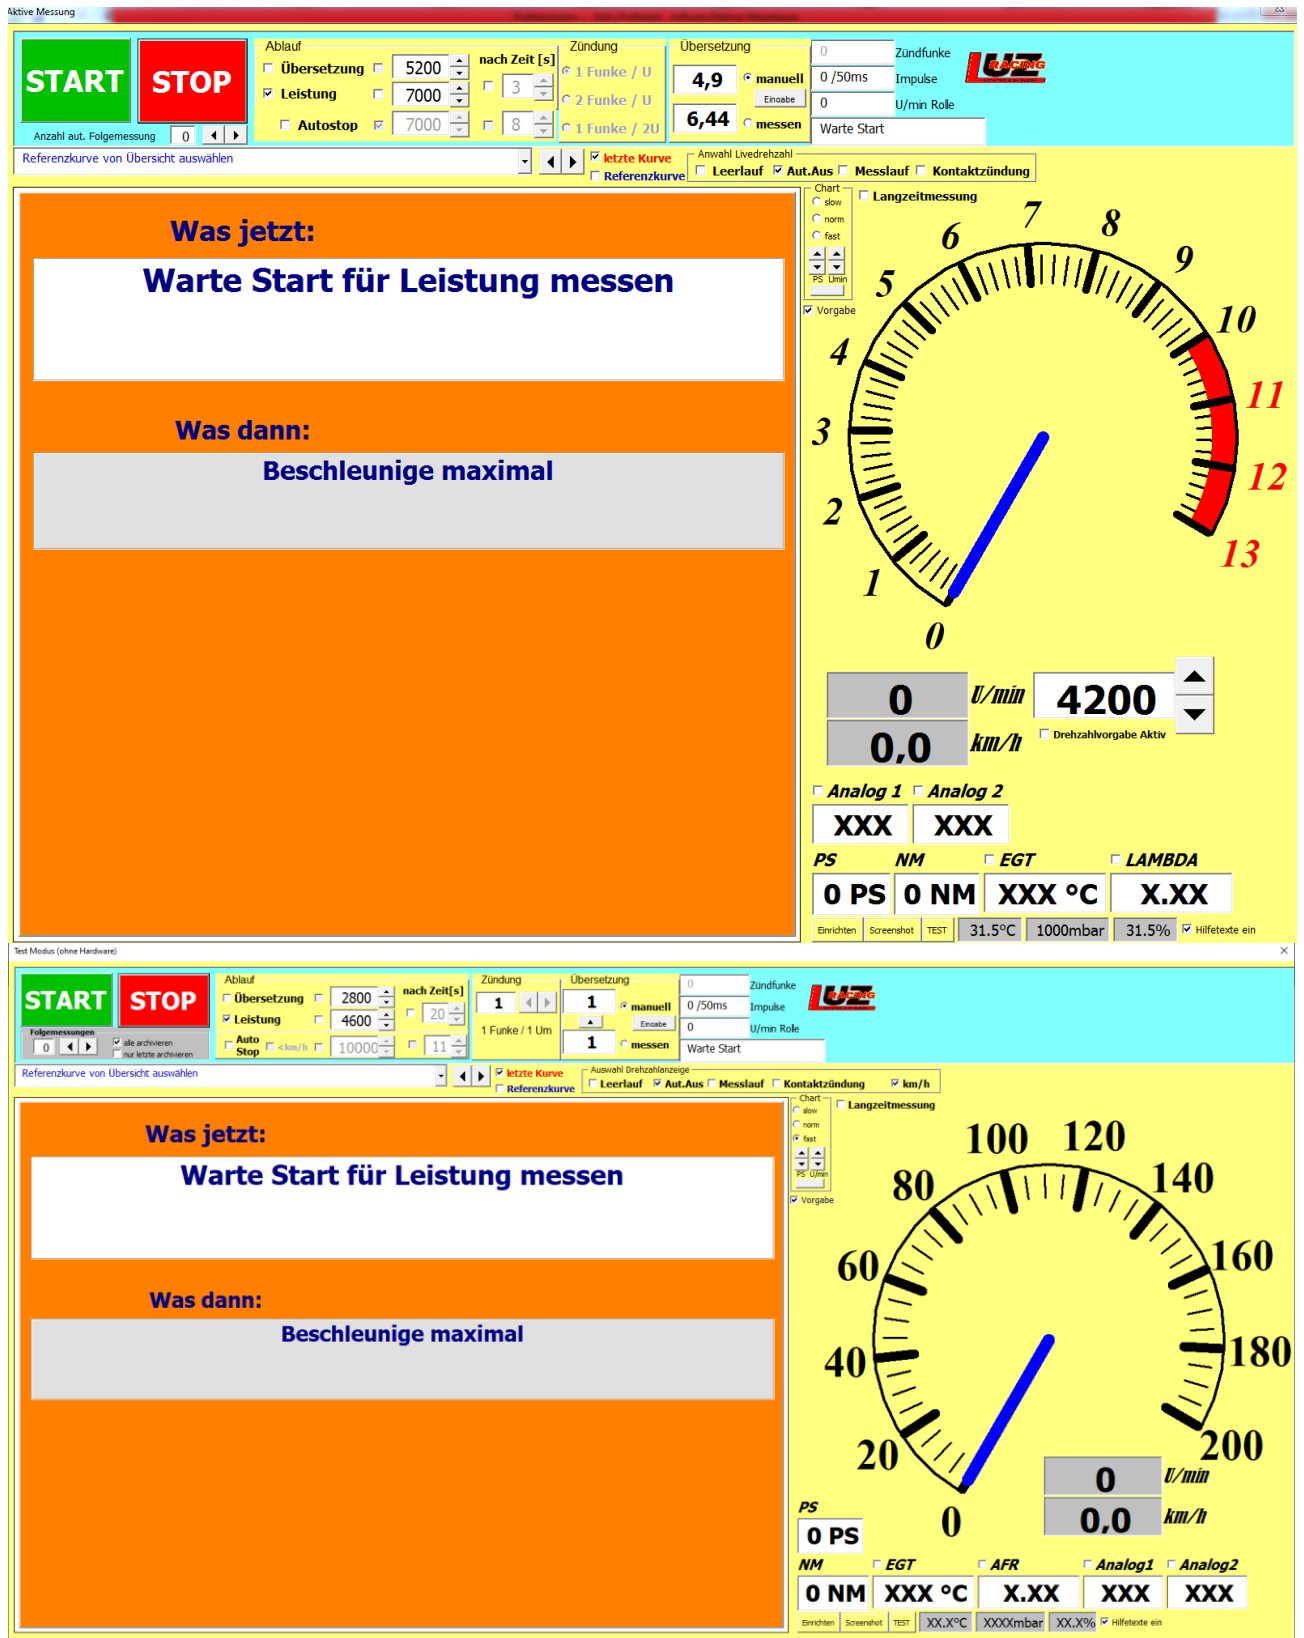 Aktive Messung
START STOP
Anzahl aut. Folgemessung 0
Ablauf
Übersetzung 5200 nach Zeit [s]
Leistung 7000 3
Autostop 7000 8
Zündung
1 Funke / U
2 Funke / U
1 Funke / 2U
Übersetzung
4,9 manuell
Eingabe
6,44 messen
0 Zündfunke
0 /50ms Impulse
0 U/min Rolle
Warte Start
LUZ
RACING
SYSTEME
Referenzkurve von Übersicht auswählen
letzte Kurve
Referenzkurve
Anwahl Livedrehzahl
Leerlauf Aut.Aus Messlauf Kontaktzündung
Was jetzt:
Warte Start für Leistung messen
Was dann:
Beschleunige maximal
Chart
slow
norm
fast
PS Umin
Vorgabe
Langzeitmessung
0
1
2
3
4
5
6
7
8
9
10
11
12
13
0 U/min 4200
0,0 km/h Drehzahlvorgabe Aktiv
Analog 1 Analog 2
XXX XXX
PS NM EGT LAMBDA
0 PS 0 NM XXX °C X.XX
Einrichten Screenshot TEST 31.5°C 1000mbar 31.5% Hilfetexte ein
Test Modus (ohne Hardware)
START STOP
Folgemessungen
0 alle archivieren
nur letzte archivieren
Ablauf
Übersetzung 2800 nach Zeit[s]
Leistung 4600 20
Auto Stop <km/h 10000 11
Zündung
1
1 Funke / 1 Um
Übersetzung
1 manuell
Eingabe
1 messen
0 Zündfunke
0 /50ms Impulse
0 U/min Rolle
Warte Start
LUZ
RACING
SYSTEME
Referenzkurve von Übersicht auswählen
letzte Kurve
Referenzkurve
Auswahl Drehzahlanzeige
Leerlauf Aut.Aus Messlauf Kontaktzündung km/h
Was jetzt:
Warte Start für Leistung messen
Was dann:
Beschleunige maximal
Chart
slow
norm
fast
PS U/min
Vorgabe
Langzeitmessung
0
20
40
60
80
100
120
140
160
180
200
0 U/min
0,0 km/h
PS
0 PS
NM EGT AFR Analog1 Analog2
0 NM XXX °C X.XX XXX XXX
Einrichten Screenshot TEST XX.X°C XXXXmbar XX.X% Hilfetexte ein